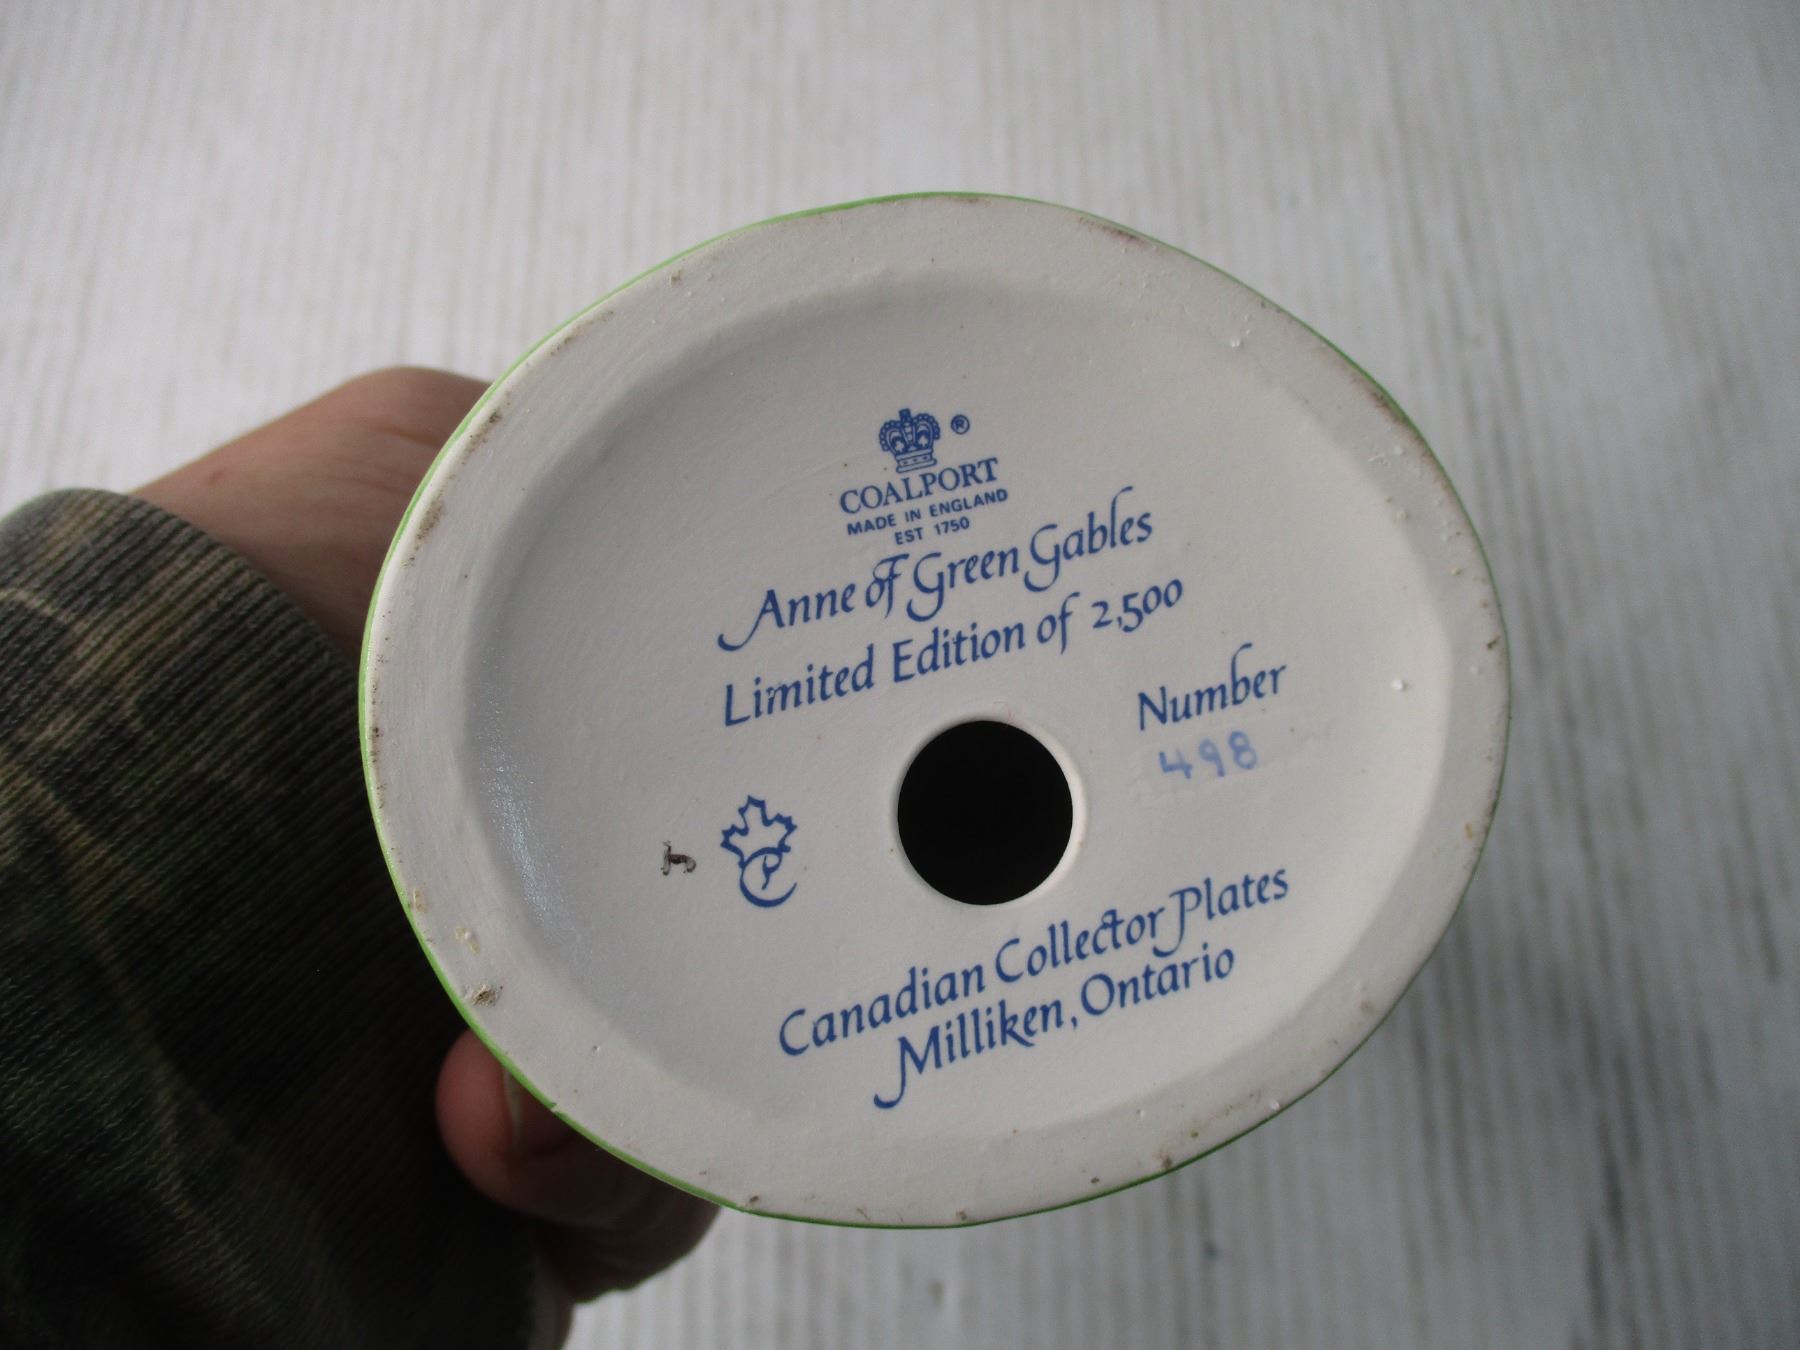 ®
COALPORT
MADE IN ENGLAND
EST 1750
Anne of Green Gables
Limited Edition of 2,500
Number
498
CP
Canadian Collector Plates
Milliken, Ontario